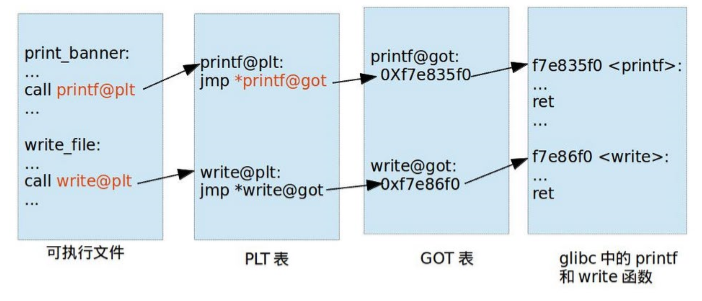 print_banner:
...
call printf@plt
...
write_file:
...
call write@plt
...
可执行文件
printf@plt:
jmp *printf@got
write@plt:
jmp *write@got
PLT 表
printf@got:
0Xf7e835f0
write@got:
0xf7e86f0
GOT 表
f7e835f0 <printf>:
...
ret
...
f7e86f0 <write>:
...
ret
glibc 中的 printf
和 write 函数